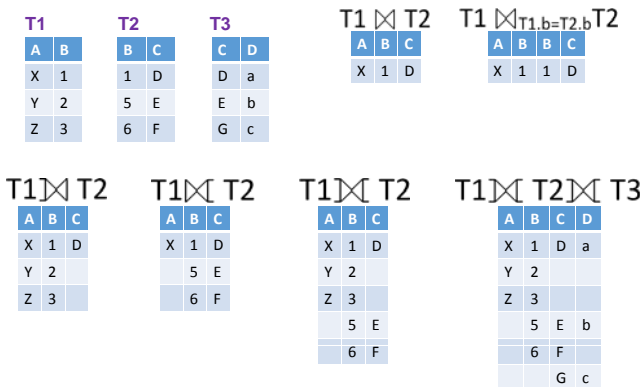 T1
A B
X 1
Y 2
Z 3
T2
B C
1 D
5 E
6 F
T3
C D
D a
E b
G c
T1 ⋈ T2
A B C
X 1 D
T1 ⋈T1.b=T2.b T2
A B B C
X 1 1 D
T1 ⟕ T2
A B C
X 1 D
Y 2
Z 3
T1 ⟖ T2
A B C
X 1 D
5 E
6 F
T1 ⟗ T2
A B C
X 1 D
Y 2
Z 3
5 E
6 F
T1 ⟗ T2 ⟗ T3
A B C D
X 1 D a
Y 2
Z 3
5 E b
6 F
G c